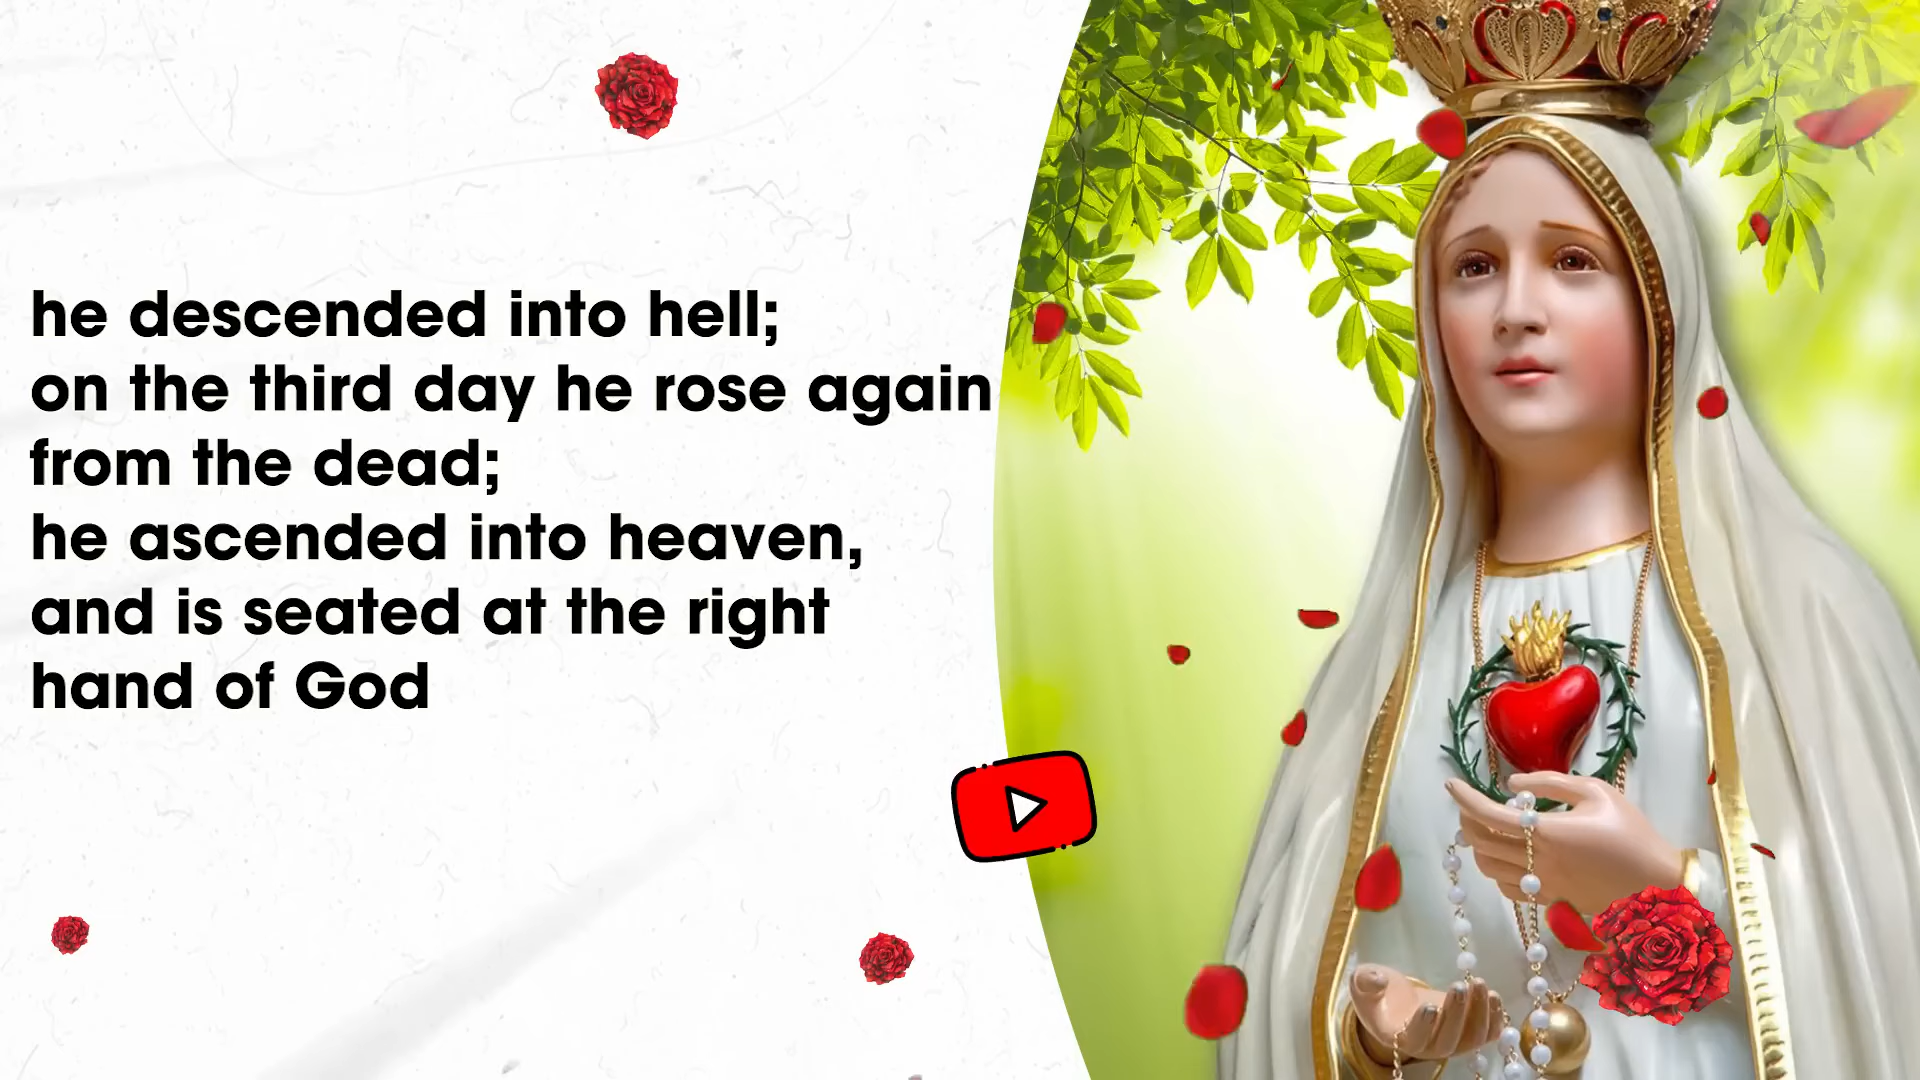 he descended into hell;
on the third day he rose again
from the dead;
he ascended into heaven,
and is seated at the right
hand of God